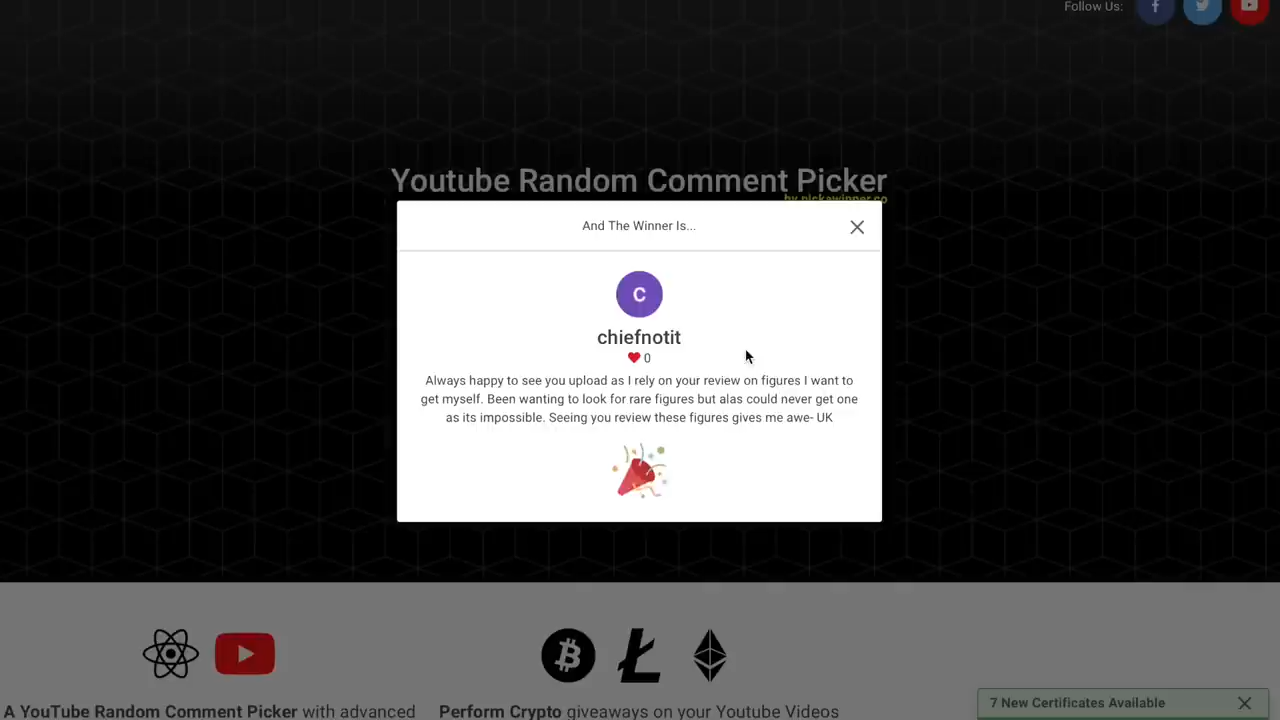 Follow Us:
Youtube Random Comment Picker
by pickawinner.co
And The Winner Is...
C
chiefnotit
0
Always happy to see you upload as I rely on your review on figures I want to
get myself. Been wanting to look for rare figures but alas could never get one
as its impossible. Seeing you review these figures gives me awe- UK
A YouTube Random Comment Picker with advanced
Perform Crypto giveaways on your Youtube Videos
7 New Certificates Available